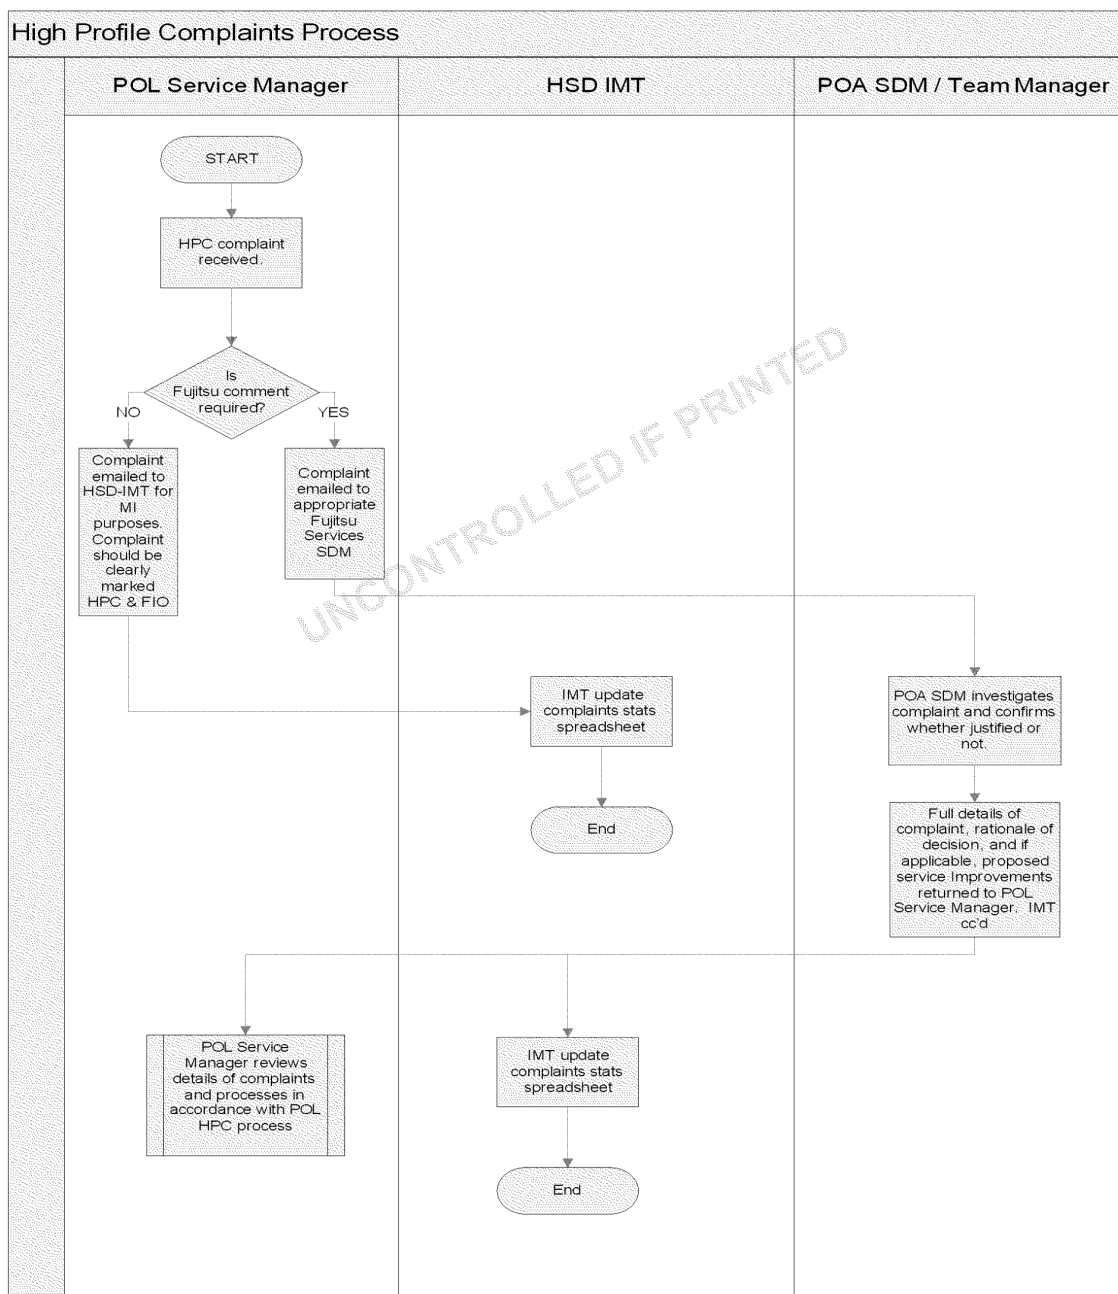 High Profile Complaints Process
POL Service Manager
HSD IMT
POA SDM / Team Manager
START
HPC complaint
received.
Is
Fujitsu comment
required?
NO
YES
Complaint
emailed to
HSD-IMT for
MI
purposes.
Complaint
should be
clearly
marked
HPC & FIO
Complaint
emailed to
appropriate
Fujitsu
Services
SDM
UNCONTROLLED IF PRINTED
IMT update
complaints stats
spreadsheet
End
POA SDM investigates
complaint and confirms
whether justified or
not.
Full details of
complaint, rationale of
decision, and if
applicable, proposed
service Improvements
returned to POL
Service Manager. IMT
cc'd
POL Service
Manager reviews
details of complaints
and processes in
accordance with POL
HPC process
IMT update
complaints stats
spreadsheet
End